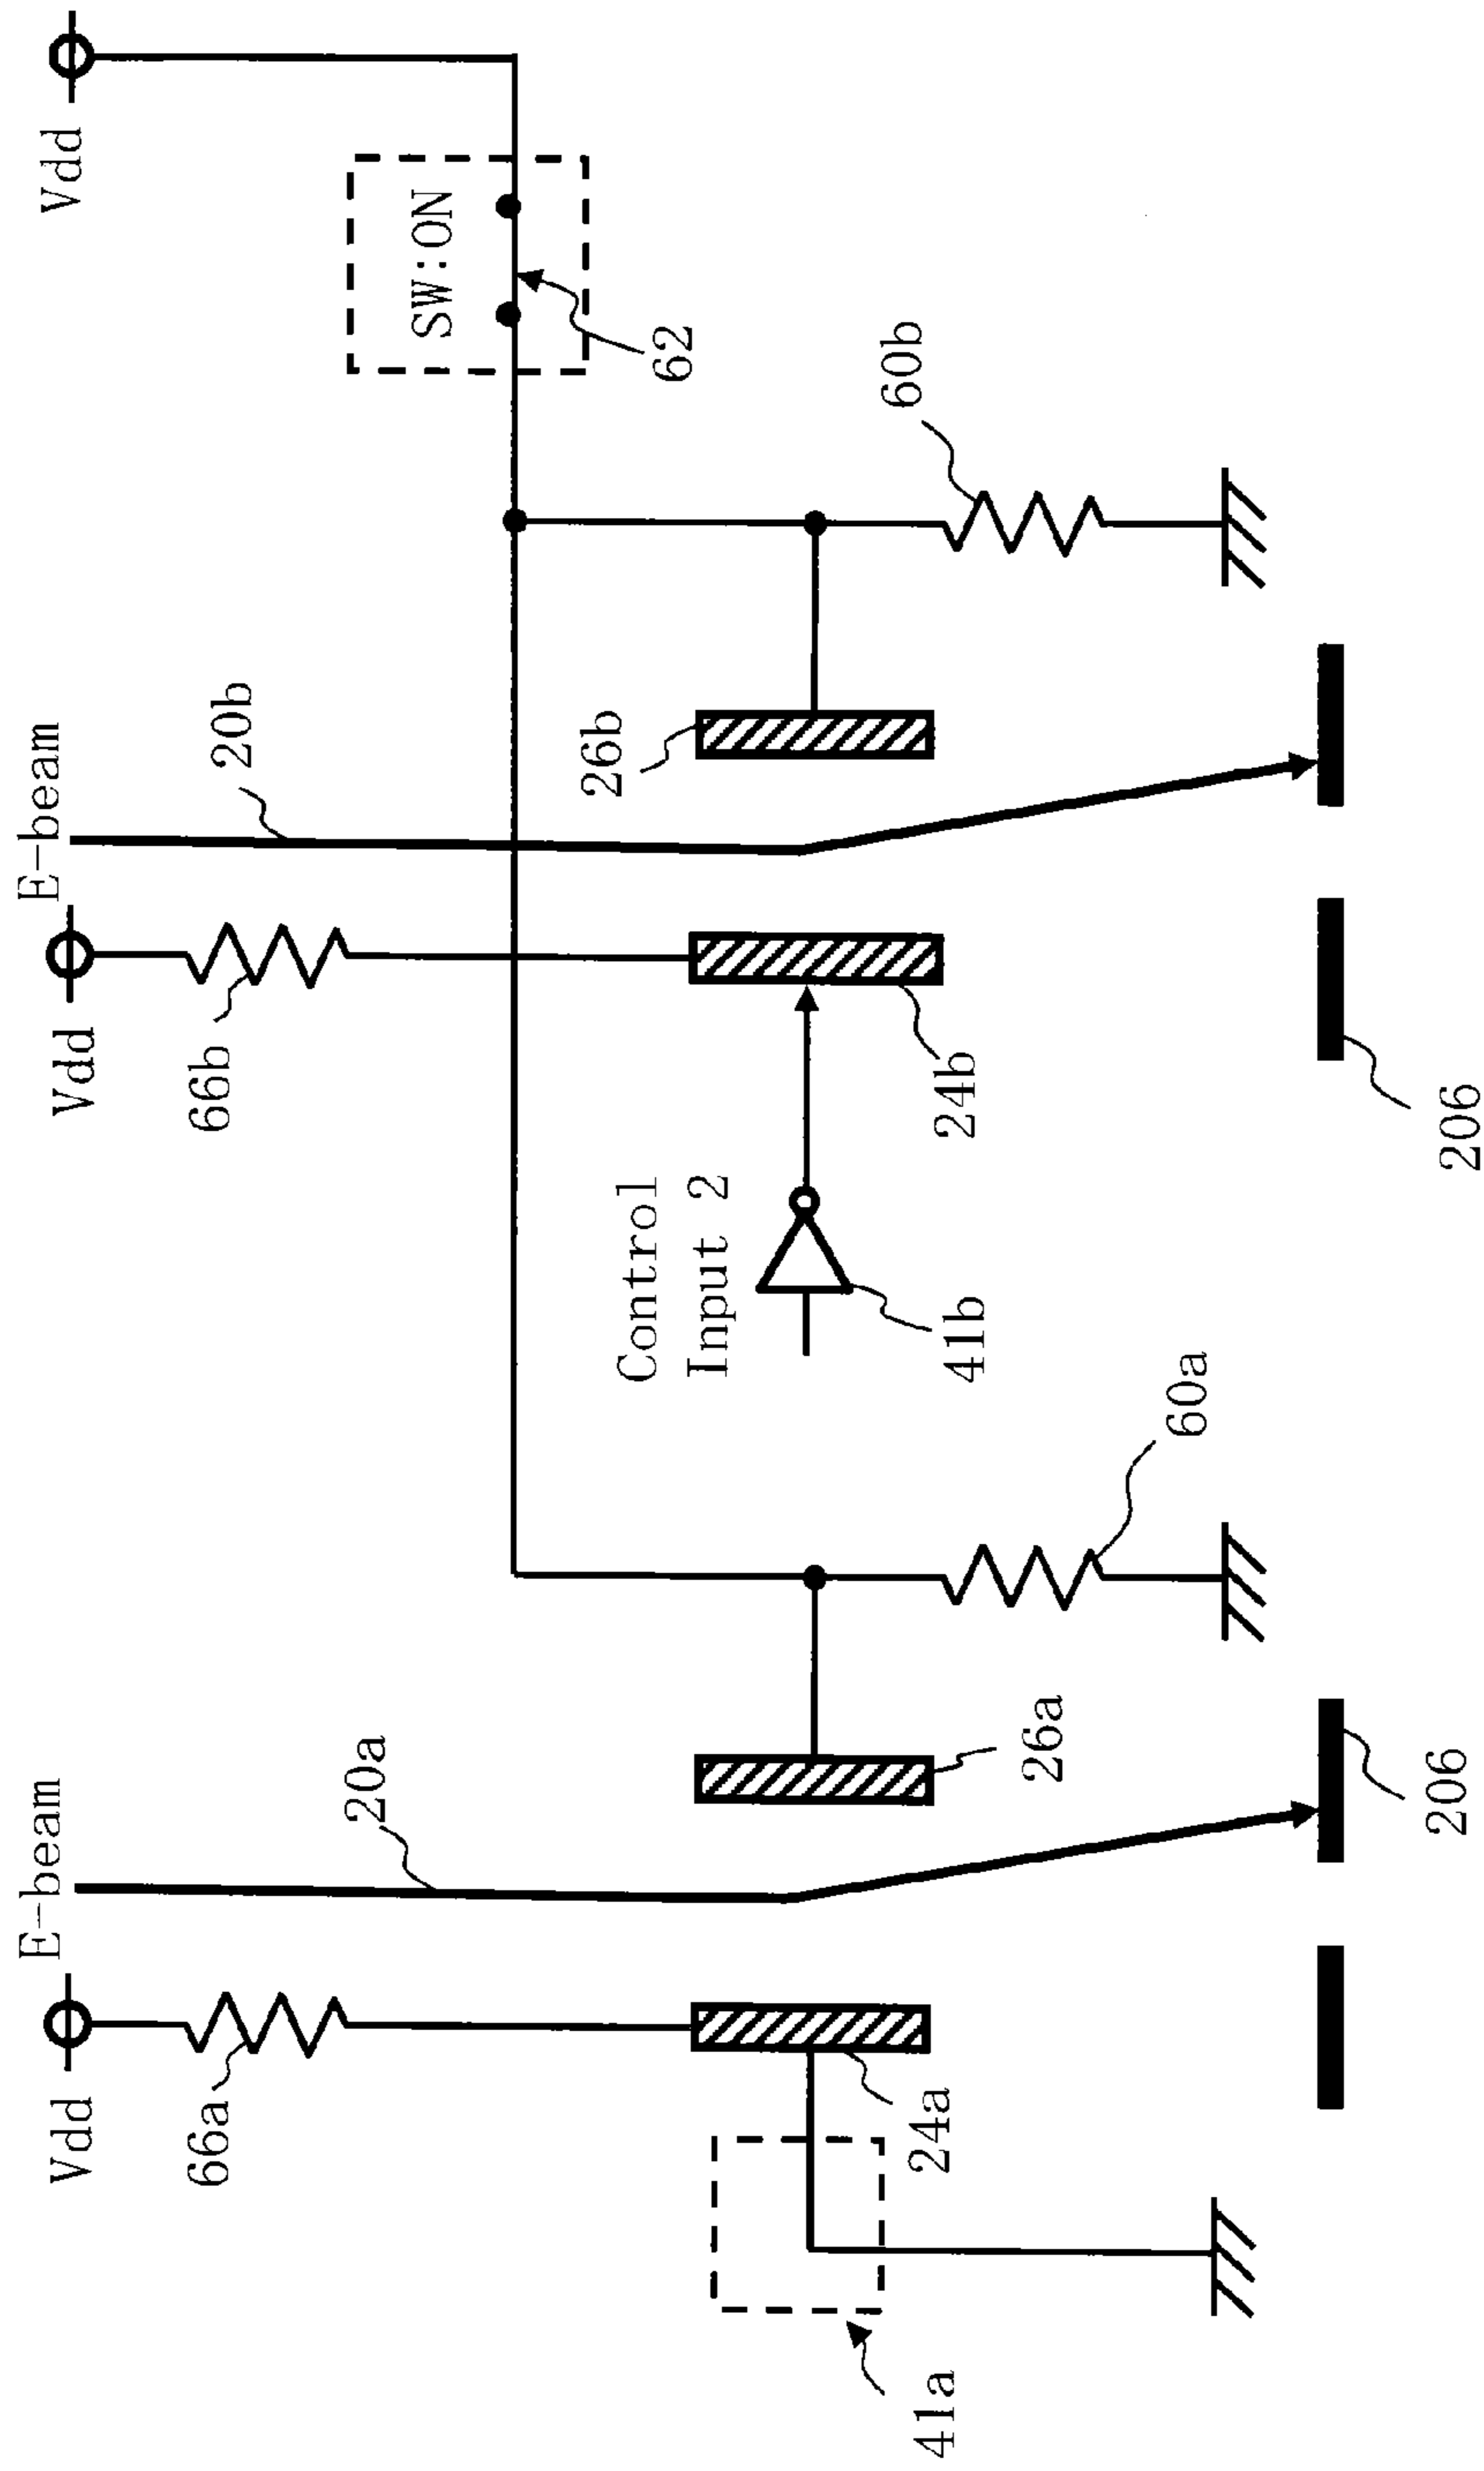 Vdd
E-beam
66a
20a
41a
24a
26a
206
60a
Vdd
E-beam
66b
20b
Control
Input 2
41b
24b
26b
206
60b
Vdd
SW:ON
62